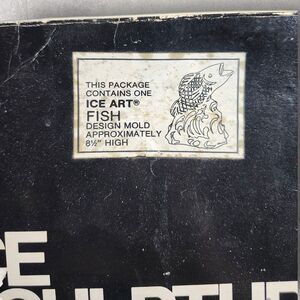 THIS PACKAGE
CONTAINS ONE
ICE ART®
FISH
DESIGN MOLD
APPROXIMATELY
8½" HIGH
CE